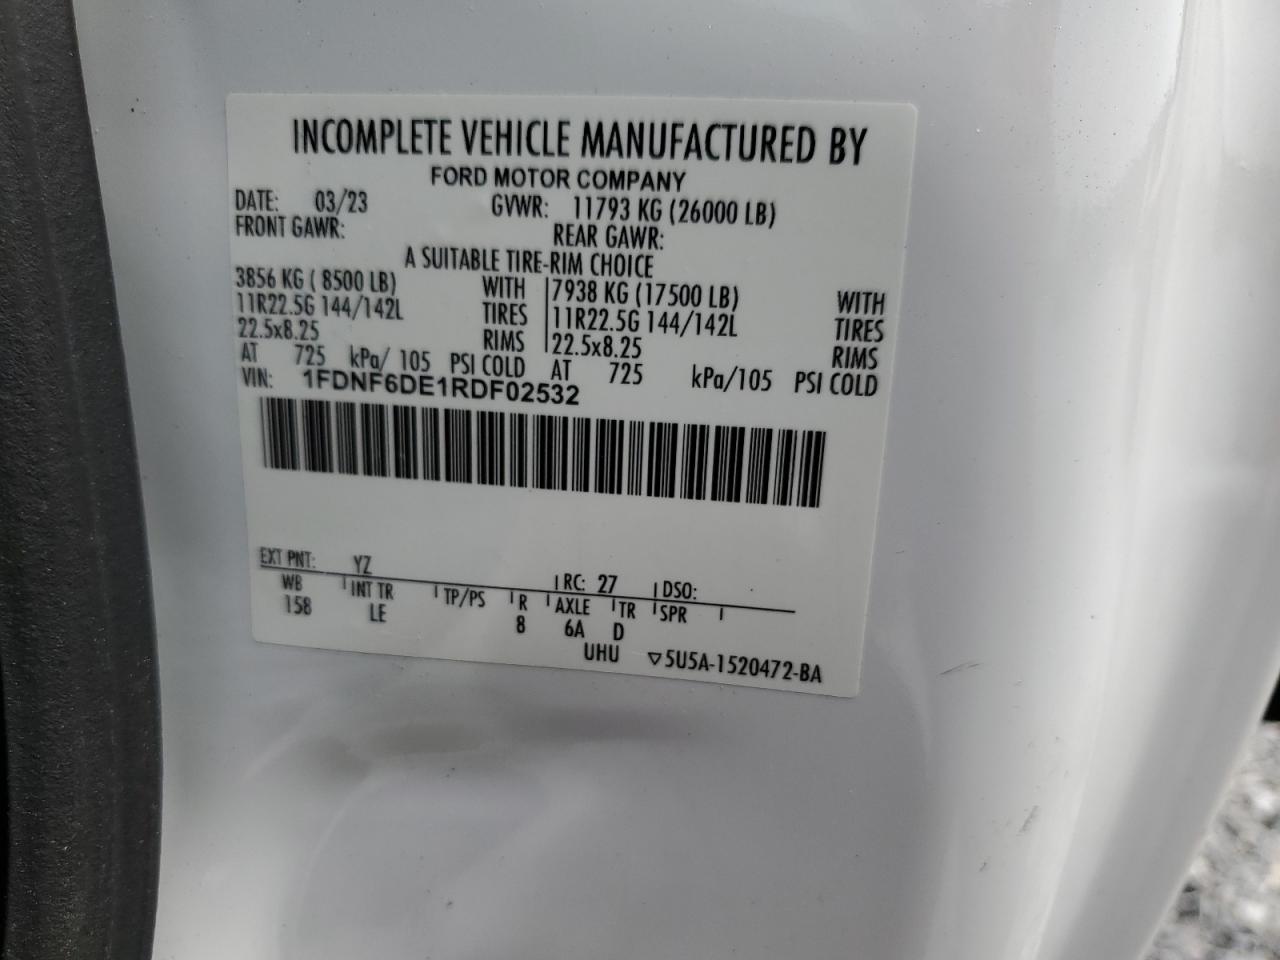 INCOMPLETE VEHICLE MANUFACTURED BY
FORD MOTOR COMPANY
DATE: 03/23 GVWR: 11793 KG (26000 LB)
FRONT GAWR: REAR GAWR:
A SUITABLE TIRE-RIM CHOICE
3856 KG ( 8500 LB) WITH 7938 KG (17500 LB) WITH
11R22.5G 144/142L TIRES 11R22.5G 144/142L TIRES
22.5x8.25 RIMS 22.5x8.25 RIMS
AT 725 kPa/ 105 PSI COLD AT 725 kPa/105 PSI COLD
VIN: 1FDNF6DE1RDF02532
EXT PNT: YZ RC: 27 DSO:
WB INT TR TP/PS R AXLE TR SPR
158 LE 8 6A D
UHU ▽5U5A-1520472-BA